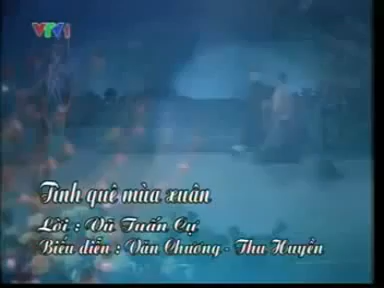 VTV1
Tình quê mùa xuân
Lời : Vũ Tuấn Cự
Biểu diễn : Văn Chương - Thu Huyền